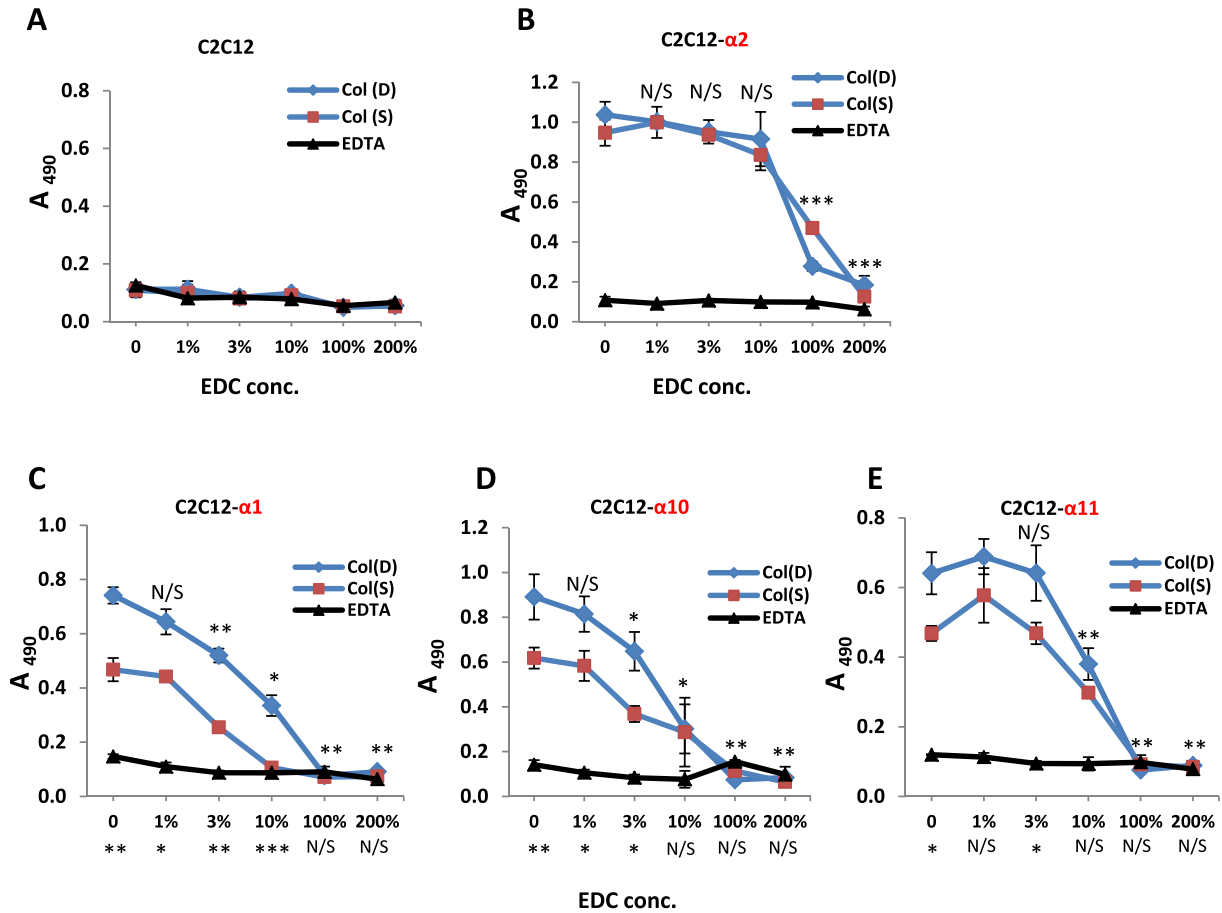 A
C2C12
0.8
0.6
0.4
0.2
0.0
A 490
Col (D)
Col (S)
EDTA
0 1% 3% 10% 100% 200%
EDC conc.
B
C2C12-α2
1.2
1.0
0.8
0.6
0.4
0.2
0.0
A 490
N/S N/S N/S
***
***
Col(D)
Col(S)
EDTA
0 1% 3% 10% 100% 200%
EDC conc.
C
C2C12-α1
1.0
0.8
0.6
0.4
0.2
0.0
A 490
N/S
**
*
** **
Col(D)
Col(S)
EDTA
0 1% 3% 10% 100% 200%
** * ** *** N/S N/S
D
C2C12-α10
1.2
1.0
0.8
0.6
0.4
0.2
0.0
A 490
N/S
*
*
** **
Col(D)
Col(S)
EDTA
0 1% 3% 10% 100% 200%
** * * N/S N/S N/S
E
C2C12-α11
0.8
0.6
0.4
0.2
0.0
A 490
N/S
**
** **
Col(D)
Col(S)
EDTA
0 1% 3% 10% 100% 200%
* N/S * N/S N/S N/S
EDC conc.